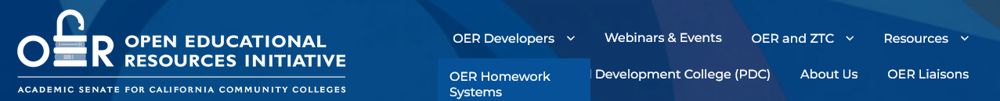 OER OPEN EDUCATIONAL
RESOURCES INITIATIVE
ACADEMIC SENATE FOR CALIFORNIA COMMUNITY COLLEGES
OER Developers Webinars & Events OER and ZTC Resources
OER Homework
Systems
Development College (PDC) About Us OER Liaisons